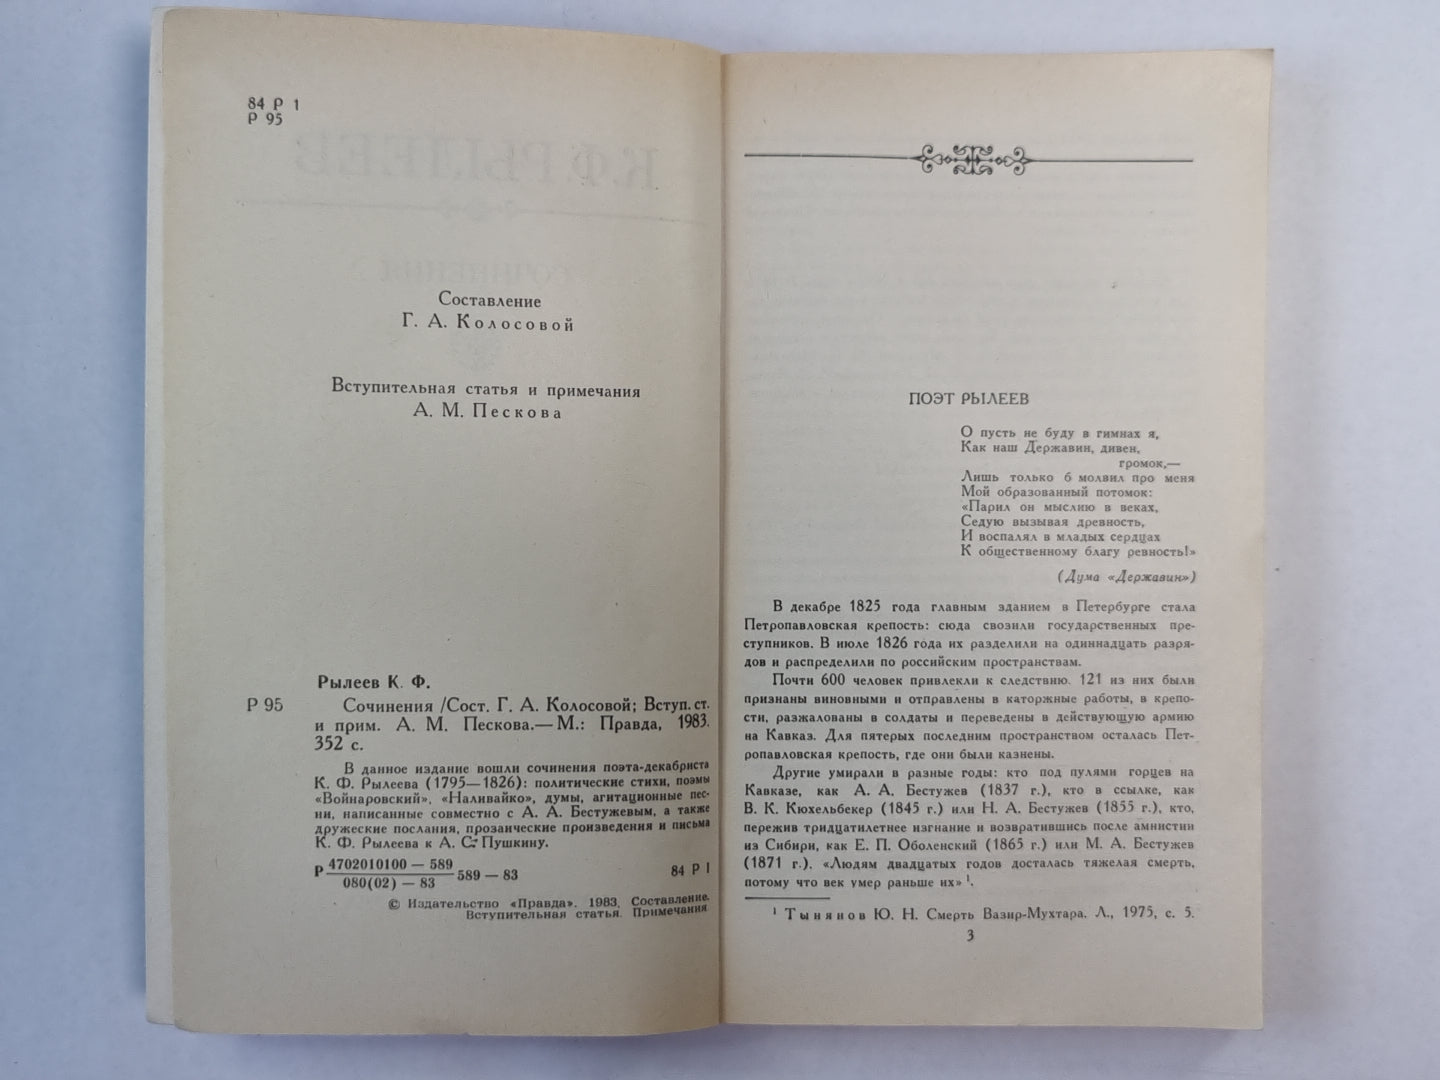 84 Р 1
Р 95
Составление
Г. А. Колосовой
Вступительная статья и примечания
А. М. Пескова
Рылеев К. Ф.
Р 95 Сочинения /Сост. Г. А. Колосовой; Вступ. ст.
и прим. А. М. Пескова.— М.: Правда, 1983.
352 с.
В данное издание вошли сочинения поэта-декабриста
К. Ф. Рылеева (1795—1826): политические стихи, поэмы
«Войнаровский», «Наливайко», думы, агитационные пес-
ни, написанные совместно с А. А. Бестужевым, а также
дружеские послания, прозаические произведения и письма
К. Ф. Рылеева к А. С. Пушкину.
Р 4702010100 — 589
080(02) — 83
589 — 83
84 Р 1
© Издательство «Правда». 1983. Составление.
Вступительная статья. Примечания
ПОЭТ РЫЛЕЕВ
О пусть не буду в гимнах я,
Как наш Державин, дивен,
громок,—
Лишь только б молвил про меня
Мой образованный потомок:
«Парил он мыслию в веках,
Седую вызывая древность,
И воспалял в младых сердцах
К общественному благу ревность!»
(Дума «Державин»)
В декабре 1825 года главным зданием в Петербурге стала
Петропавловская крепость: сюда свозили государственных пре-
ступников. В июле 1826 года их разделили на одиннадцать разря-
дов и распределили по российским пространствам.
Почти 600 человек привлекли к следствию. 121 из них были
признаны виновными и отправлены в каторжные работы, в крепо-
сти, разжалованы в солдаты и переведены в действующую армию
на Кавказ. Для пятерых последним пространством осталась Пет-
ропавловская крепость, где они были казнены.
Другие умирали в разные годы: кто под пулями горцев на
Кавказе, как А. А. Бестужев (1837 г.), кто в ссылке, как
В. К. Кюхельбекер (1845 г.) или Н. А. Бестужев (1855 г.), кто,
пережив тридцатилетнее изгнание и возвратившись после амнистии
из Сибири, как Е. П. Оболенский (1865 г.) или М. А. Бестужев
(1871 г.). «Людям двадцатых годов досталась тяжелая смерть,
потому что век умер раньше их» ¹.
¹ Тынянов Ю. Н. Смерть Вазир-Мухтара. Л., 1975, с. 5.
3